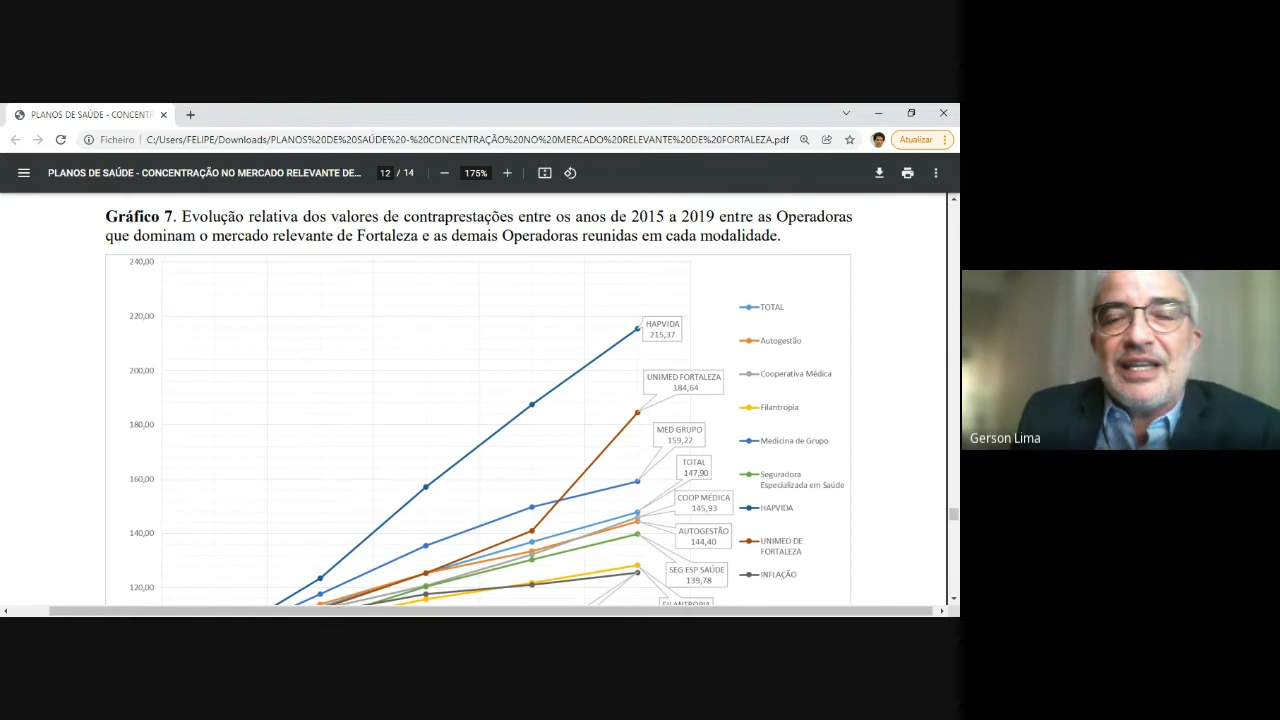 PLANOS DE SAÚDE - CONCENTR
Ficheiro
C:/Users/FELIPE/Downloads/PLANOS%20DE%20SAÚDE%20-%20CONCENTRAÇÃO%20NO%20MERCADO%20RELEVANTE%20DE%20FORTALEZA.pdf
Atualizar
PLANOS DE SAÚDE - CONCENTRAÇÃO NO MERCADO RELEVANTE DE...
12 / 14
175%
Gráfico 7. Evolução relativa dos valores de contraprestações entre os anos de 2015 a 2019 entre as Operadoras
que dominam o mercado relevante de Fortaleza e as demais Operadoras reunidas em cada modalidade.
240,00
220,00
200,00
180,00
160,00
140,00
120,00
HAPVIDA
215,37
UNIMED FORTALEZA
184,64
MED GRUPO
159,22
TOTAL
147,90
COOP MÉDICA
145,93
AUTOGESTÃO
144,40
SEG ESP SAÚDE
139,78
FILANTROPIA
TOTAL
Autogestão
Cooperativa Médica
Filantropia
Medicina de Grupo
Seguradora
Especializada em Saúde
HAPVIDA
UNIMED DE
FORTALEZA
INFLAÇÃO
Gerson Lima